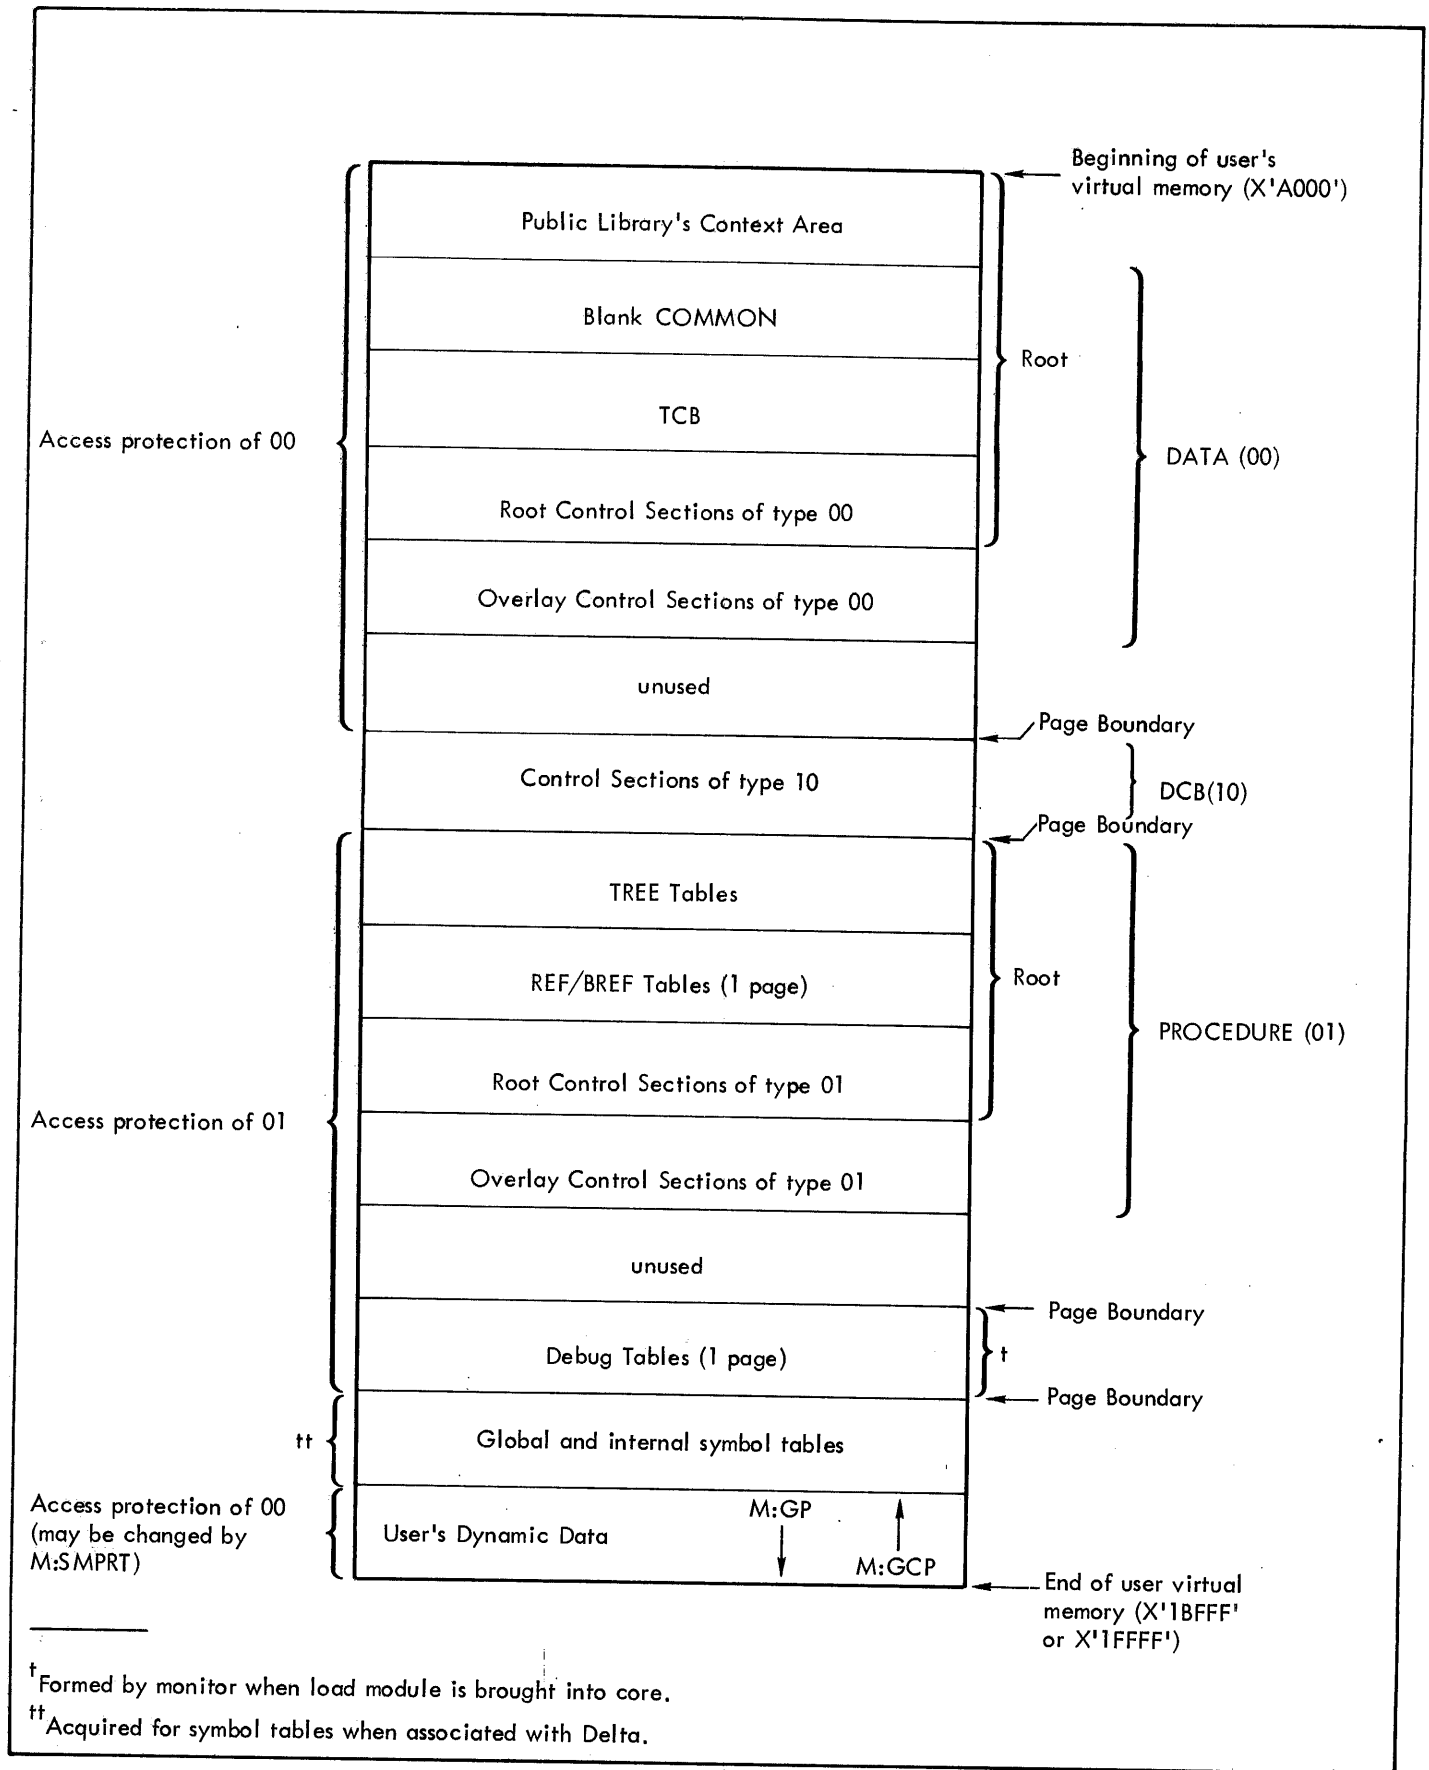 Beginning of user's
virtual memory (X'A000')
Public Library's Context Area
Blank COMMON
Root
TCB
Access protection of 00
DATA (00)
Root Control Sections of type 00
Overlay Control Sections of type 00
unused
Page Boundary
Control Sections of type 10
DCB(10)
Page Boundary
TREE Tables
REF/BREF Tables (1 page)
Root
PROCEDURE (01)
Root Control Sections of type 01
Access protection of 01
Overlay Control Sections of type 01
unused
Page Boundary
Debug Tables (1 page)
t
Page Boundary
tt
Global and internal symbol tables
Access protection of 00
(may be changed by
M:SMPRT)
User's Dynamic Data
M:GP
M:GCP
End of user virtual
memory (X'1BFFF'
or X'1FFFF')
tFormed by monitor when load module is brought into core.
ttAcquired for symbol tables when associated with Delta.